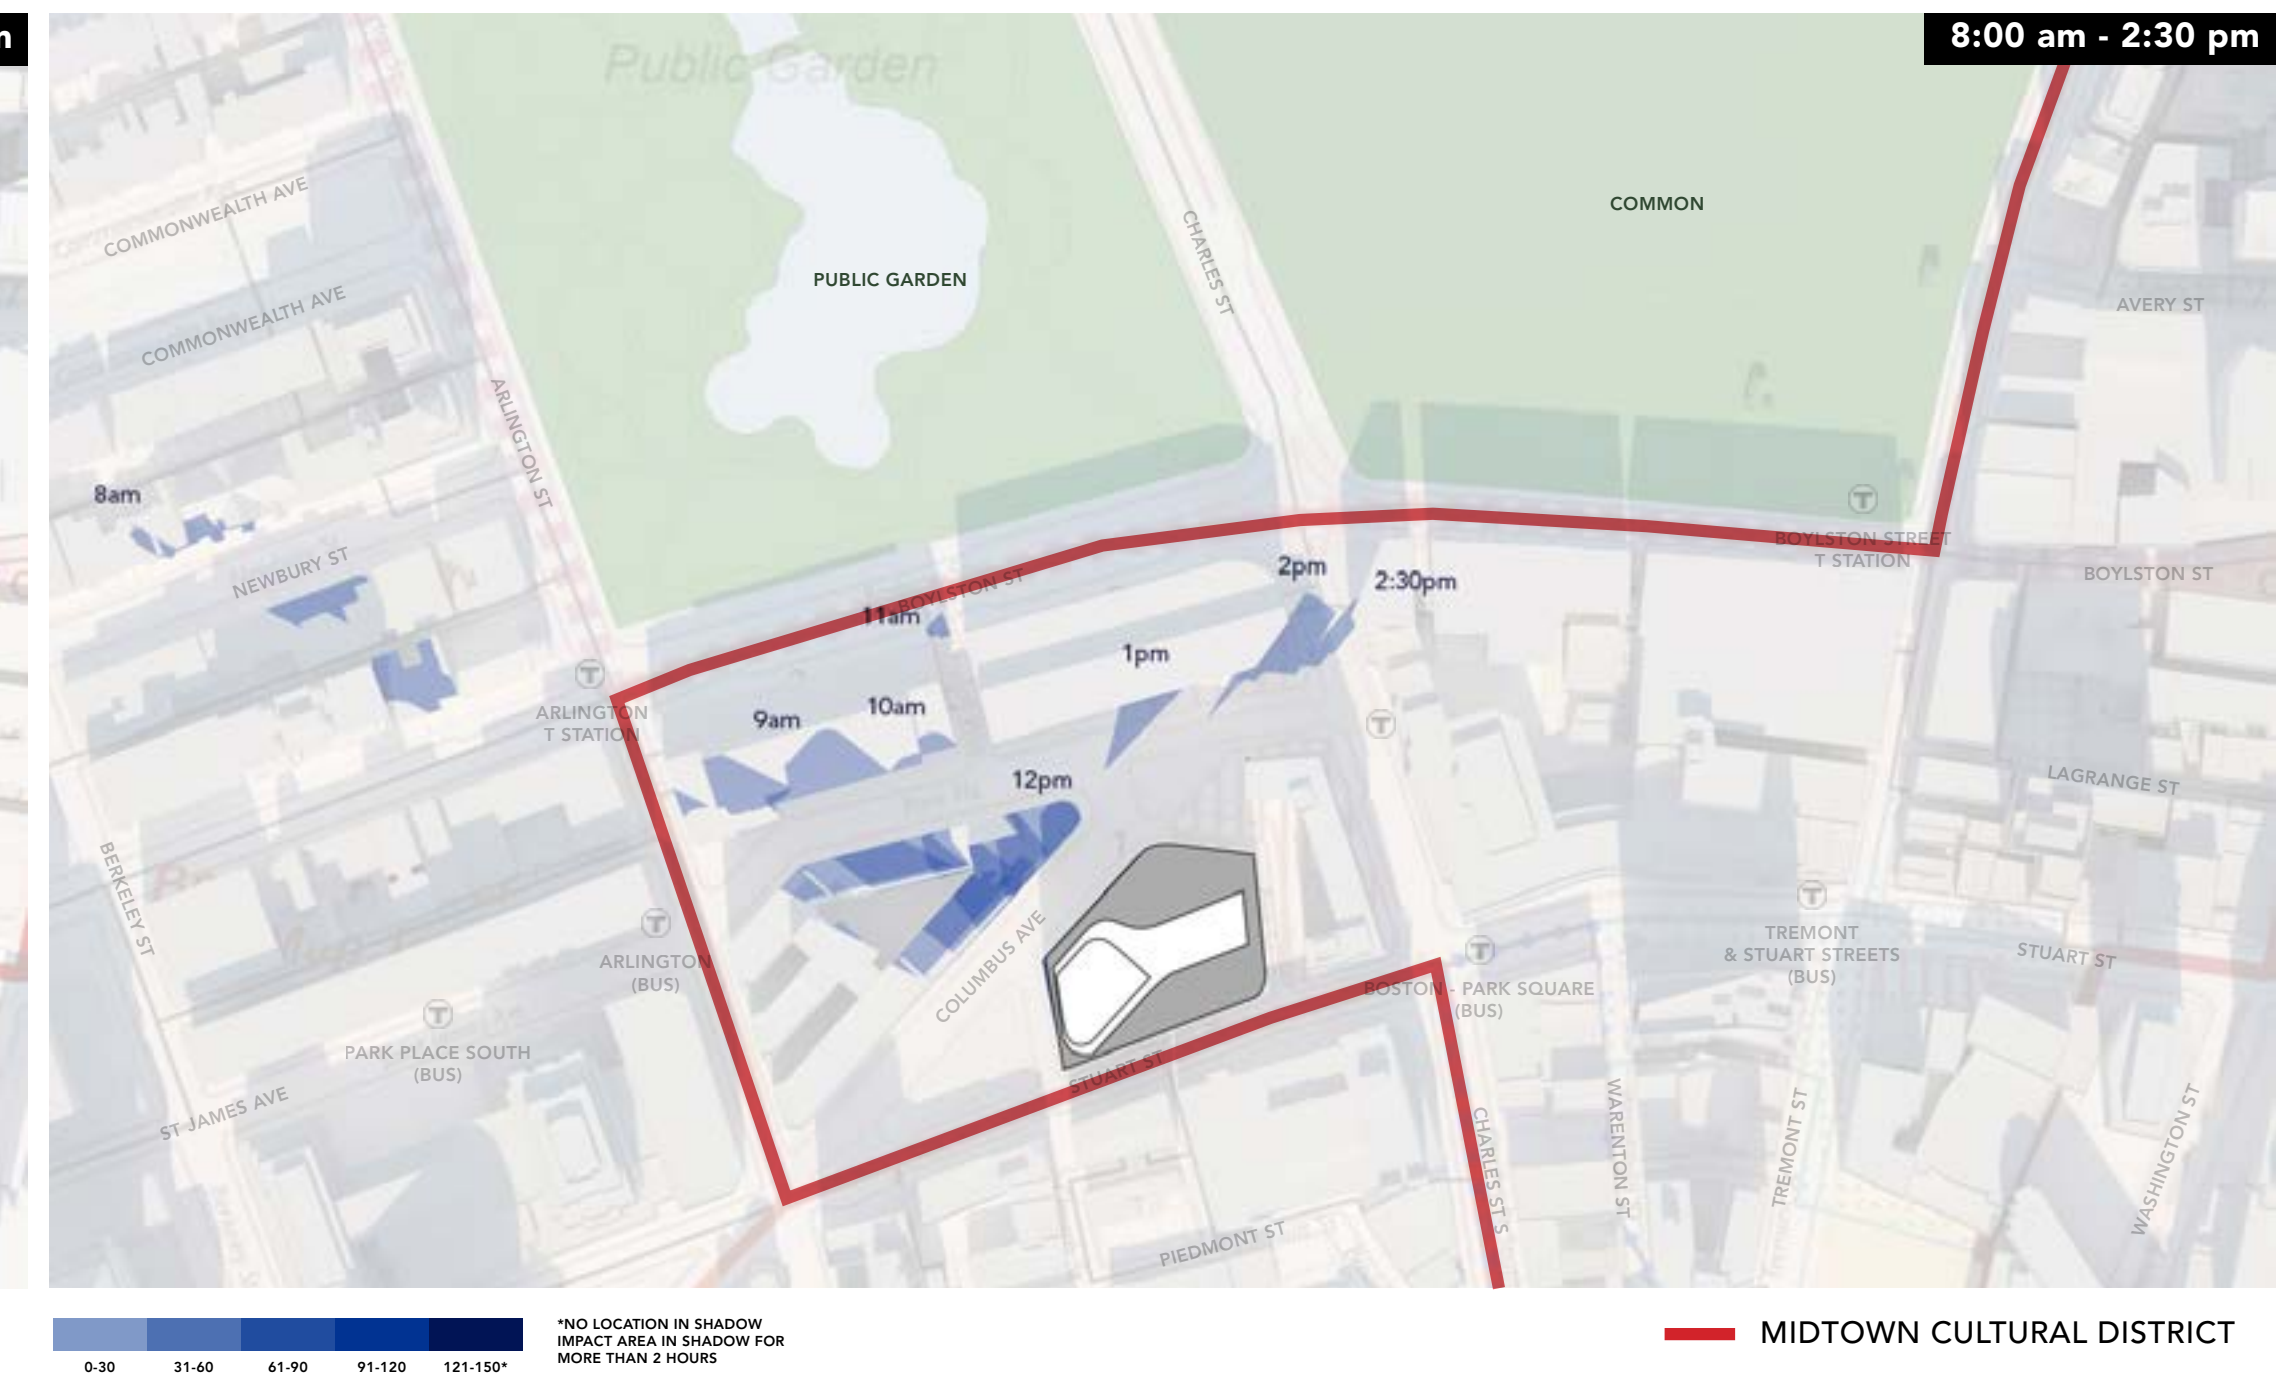 8:00 am - 2:30 pm
Public Garden
COMMONWEALTH AVE
COMMON
CHARLES ST
PUBLIC GARDEN
COMMONWEALTH AVE
AVERY ST
ARLINGTON ST
8am
BOYLSTON STREET
T STATION
T
NEWBURY ST
BOYLSTON ST
2pm
2:30pm
BOYLSTON ST
11am
1pm
T
ARLINGTON
T STATION
9am
10am
T
12pm
LAGRANGE ST
BERKELEY ST
T
ARLINGTON
(BUS)
COLUMBUS AVE
T
TREMONT
& STUART STREETS
(BUS)
STUART ST
T
BOSTON - PARK SQUARE
(BUS)
T
PARK PLACE SOUTH
(BUS)
STUART ST
ST JAMES AVE
CHARLES ST S
WARRENTON ST
TREMONT ST
WASHINGTON ST
PIEDMONT ST
0-30
31-60
61-90
91-120
121-150*
*NO LOCATION IN SHADOW
IMPACT AREA IN SHADOW FOR
MORE THAN 2 HOURS
MIDTOWN CULTURAL DISTRICT